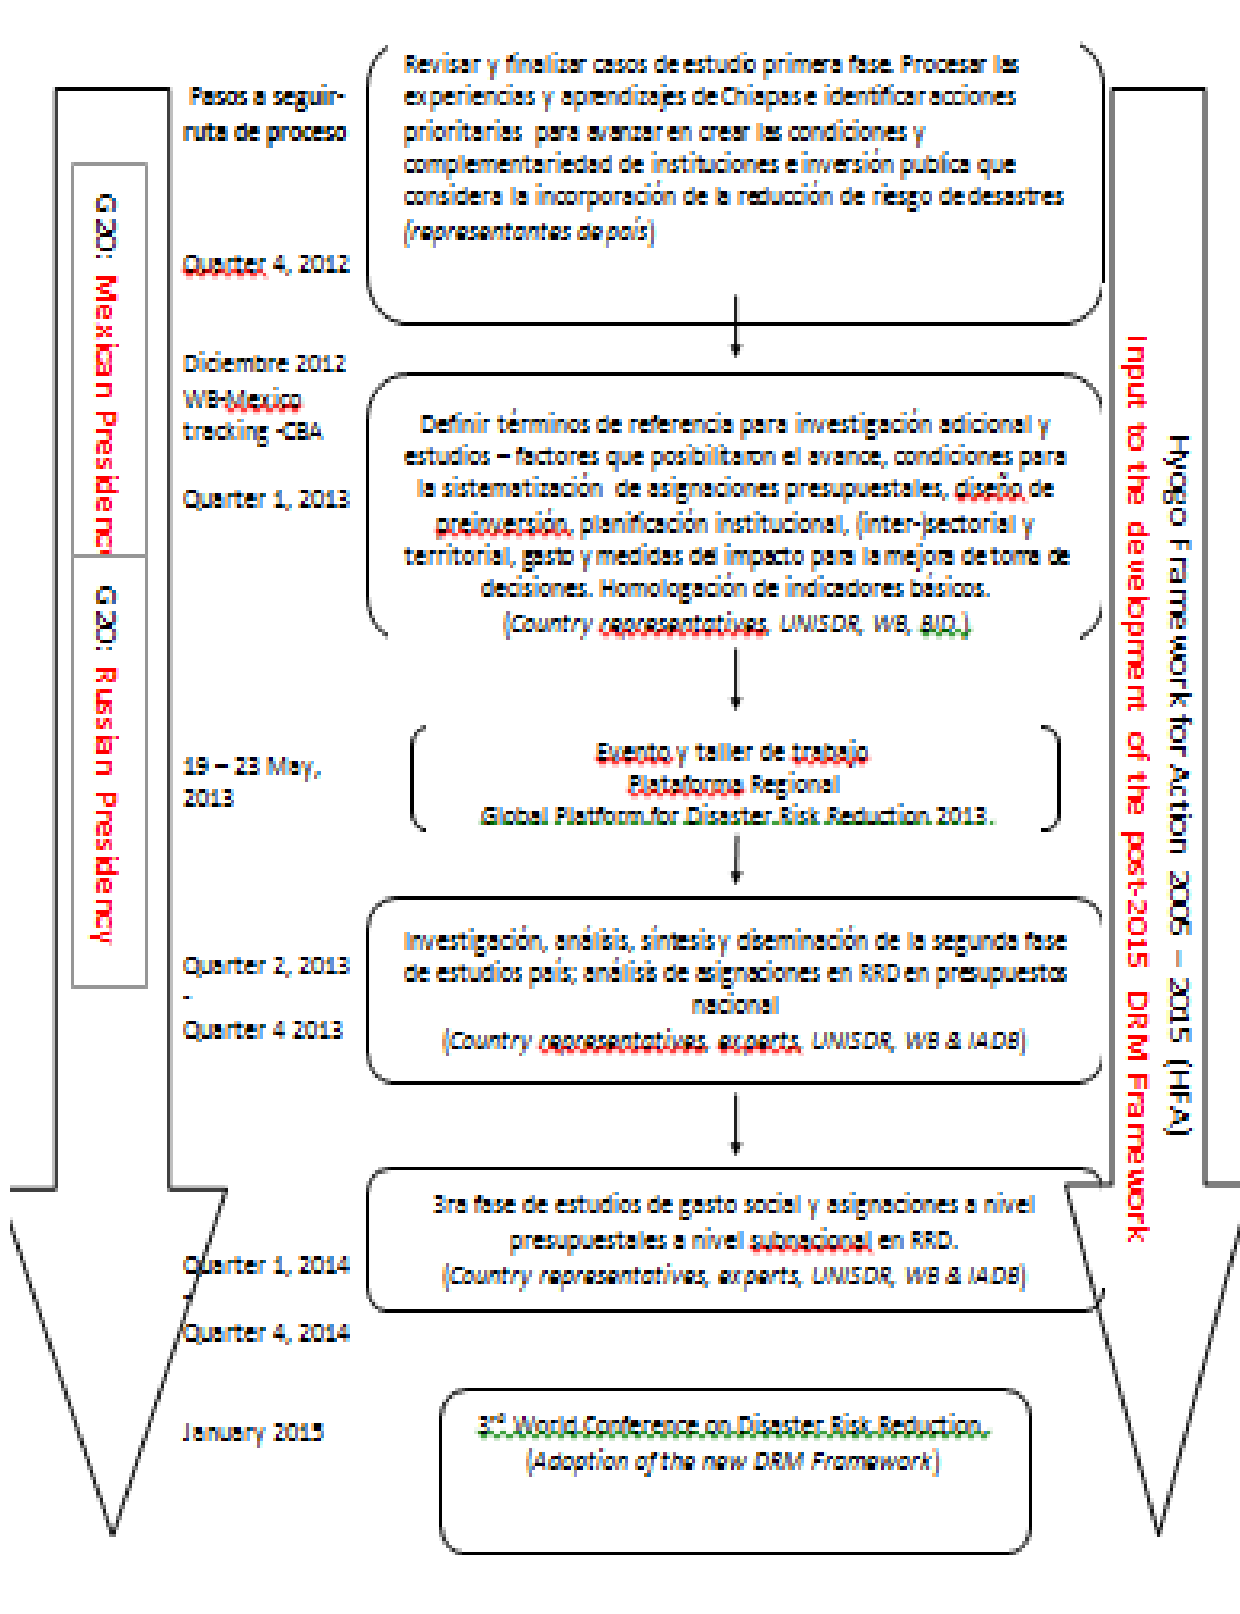 Pasos a seguir-
ruta de proceso
Revisar y finalizar casos de estudio primera fase. Procesar las
experiencias y aprendizajes de Chiapas e identificar acciones
prioritarias para avanzar en crear las condiciones y
complementariedad de instituciones e inversión publica que
considera la incorporación de la reducción de riesgo de desastres
(representantes de país)
Quarter 4, 2012
Diciembre 2012
WB-Mexico
tracking -CBA
Quarter 1, 2013
Definir términos de referencia para investigación adicional y
estudios – factores que posibilitaron el avance, condiciones para
la sistematización de asignaciones presupuestales, diseño de
preinversión, planificación institucional, (inter-)sectorial y
territorial, gasto y medidas del impacto para la mejora de toma de
decisiones. Homologación de indicadores básicos.
(Country representatives, UNISDR, WB, BID.)
19 – 23 May,
2013
Evento y taller de trabajo
Plataforma Regional
Global Platform for Disaster Risk Reduction 2013.
Quarter 2, 2013
-
Quarter 4 2013
Investigación, análisis, síntesis y diseminación de la segunda fase
de estudios país; análisis de asignaciones en RRD en presupuestos
nacional
(Country representatives, experts, UNISDR, WB & IADB)
Quarter 1, 2014
-
Quarter 4, 2014
3ra fase de estudios de gasto social y asignaciones a nivel
presupuestales a nivel subnacional en RRD.
(Country representatives, experts, UNISDR, WB & IADB)
January 2015
3rd World Conference on Disaster Risk Reduction.
(Adoption of the new DRM Framework)
G20: Mexican Presidenc
G20: Russian Presidency
Hyogo Framework for Action 2005 – 2015 (HFA)
Input to the development of the post-2015 DRM Framework